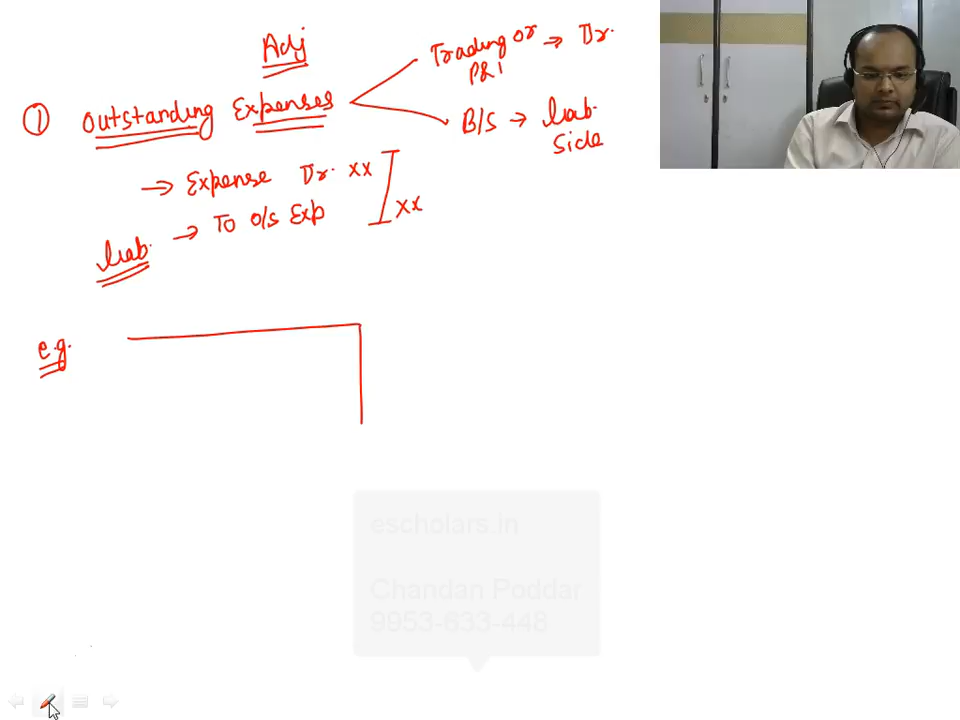 Adj
① Outstanding Expenses
Trading or → Dr.
P&l
B/S → liab.
side
→ Expense Dr. xx
→ To o/s Exp xx
liab.
e.g.
escholars.in
Chandan Poddar
9953-633-448